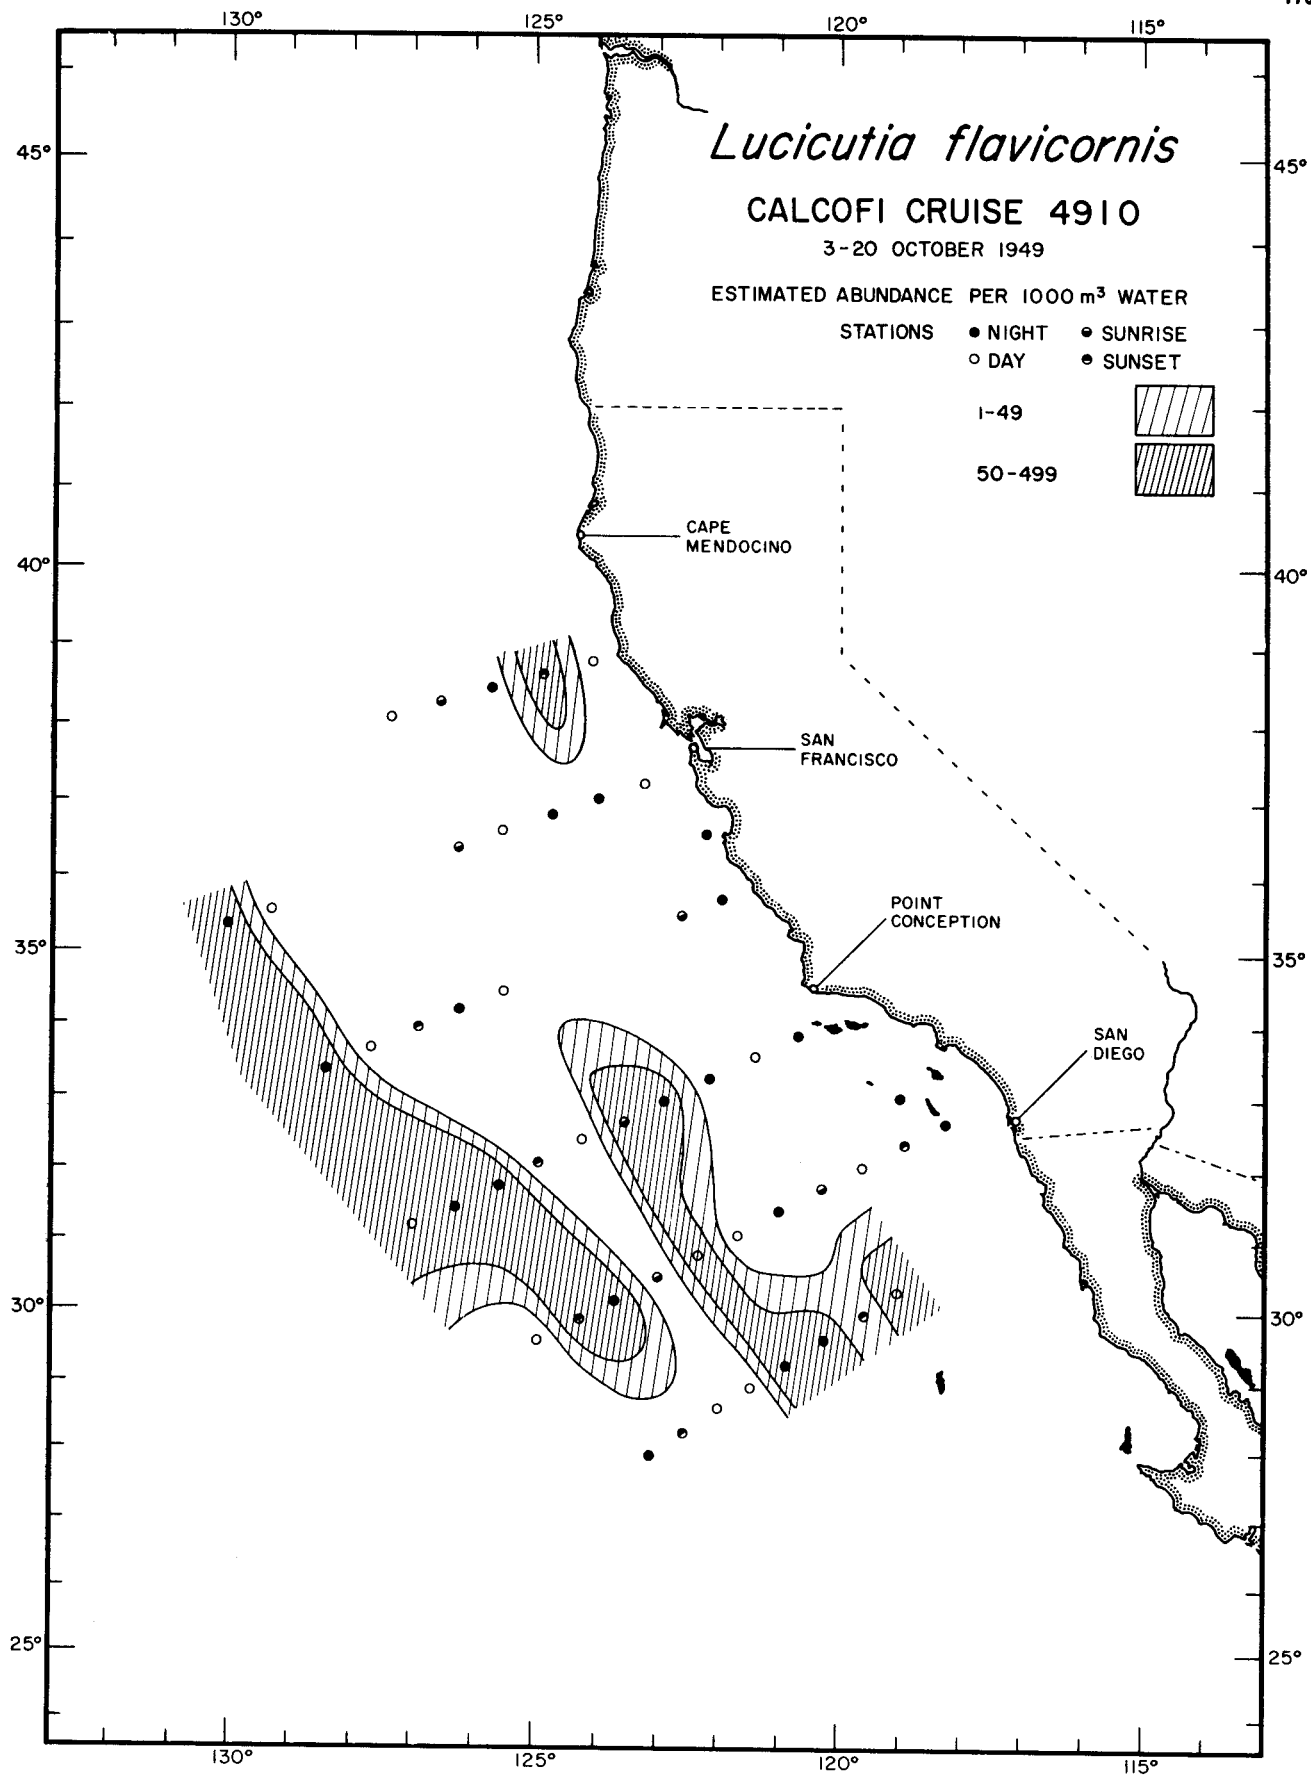 130°
125°
120°
115°
45°
45°
Lucicutia flavicornis
CALCOFI CRUISE 4910
3-20 OCTOBER 1949
ESTIMATED ABUNDANCE PER 1000 m³ WATER
STATIONS ● NIGHT ◒ SUNRISE
○ DAY ◓ SUNSET
1-49
50-499
CAPE
MENDOCINO
40°
40°
SAN
FRANCISCO
POINT
CONCEPTION
35°
35°
SAN
DIEGO
30°
30°
25°
25°
130°
125°
120°
115°